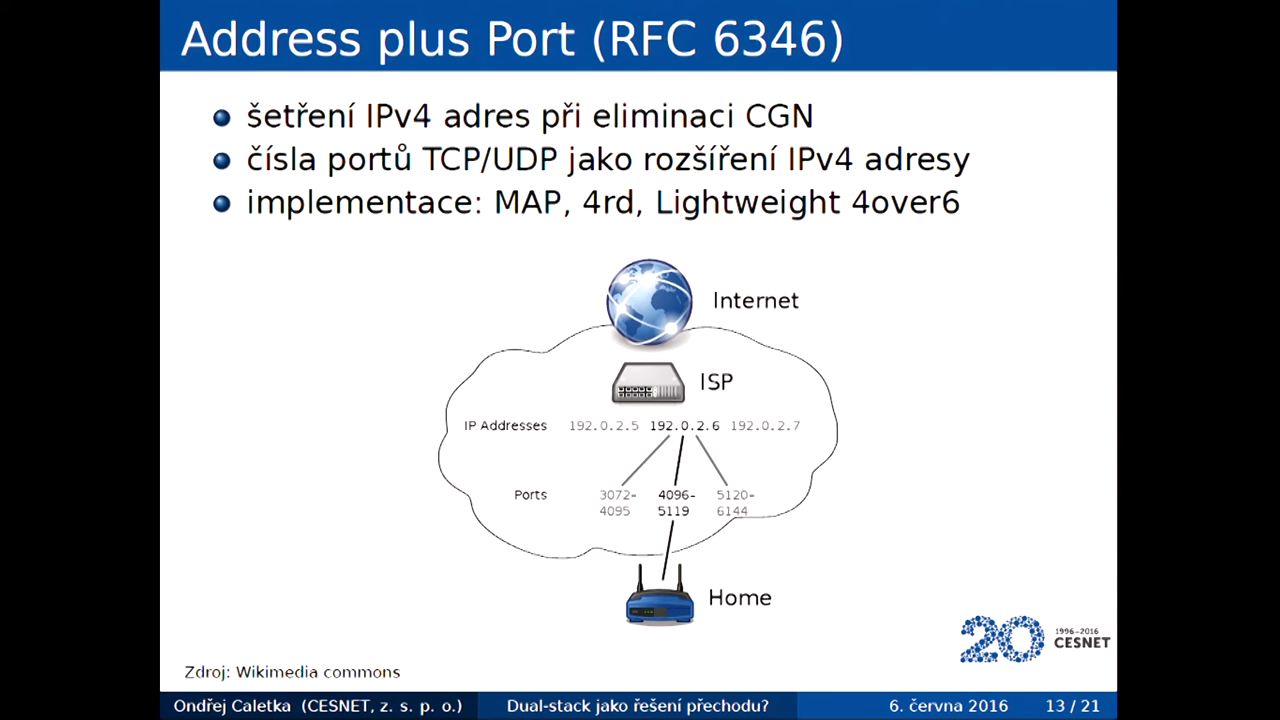 Address plus Port (RFC 6346)
šetření IPv4 adres při eliminaci CGN
čísla portů TCP/UDP jako rozšíření IPv4 adresy
implementace: MAP, 4rd, Lightweight 4over6
Internet
ISP
IP Addresses 192.0.2.5 192.0.2.6 192.0.2.7
Ports 3072- 4096- 5120-
4095 5119 6144
Home
20 1996–2016
CESNET
Zdroj: Wikimedia commons
Ondřej Caletka (CESNET, z. s. p. o.) Dual-stack jako řešení přechodu? 6. června 2016 13 / 21